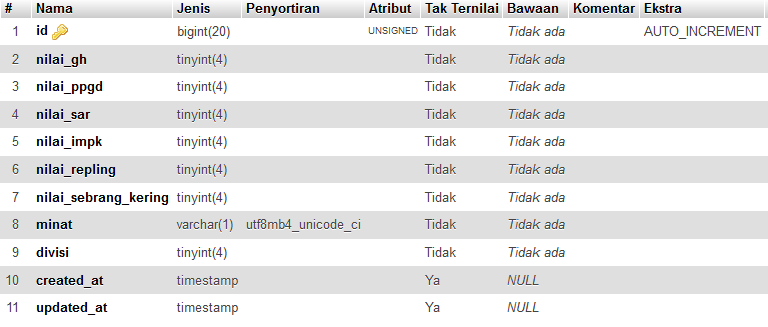 # Nama Jenis Penyortiran Atribut Tak Ternilai Bawaan Komentar Ekstra
1 id bigint(20) UNSIGNED Tidak Tidak ada AUTO_INCREMENT
2 nilai_gh tinyint(4) Tidak Tidak ada
3 nilai_ppgd tinyint(4) Tidak Tidak ada
4 nilai_sar tinyint(4) Tidak Tidak ada
5 nilai_impk tinyint(4) Tidak Tidak ada
6 nilai_repling tinyint(4) Tidak Tidak ada
7 nilai_sebrang_kering tinyint(4) Tidak Tidak ada
8 minat varchar(1) utf8mb4_unicode_ci Tidak Tidak ada
9 divisi tinyint(4) Tidak Tidak ada
10 created_at timestamp Ya NULL
11 updated_at timestamp Ya NULL